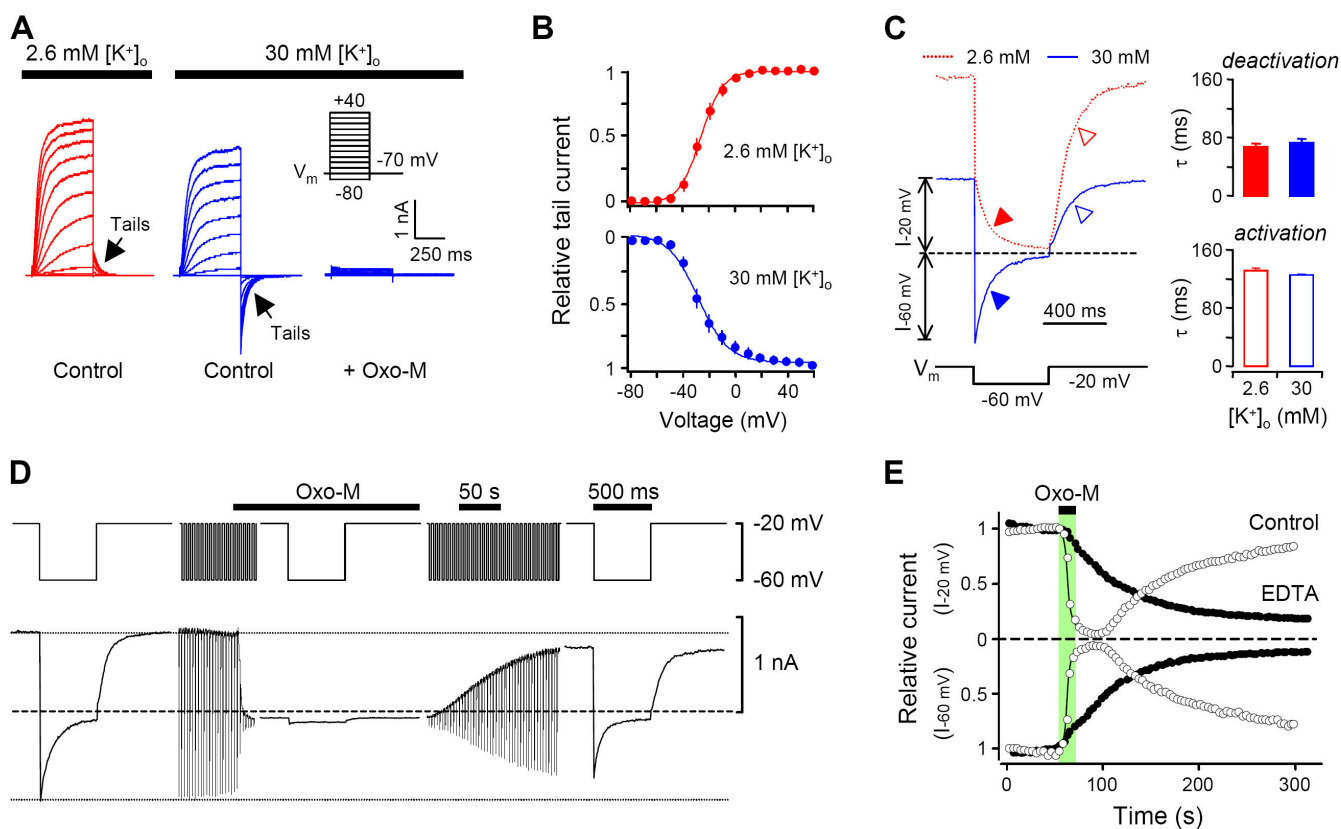 A
2.6 mM [K⁺]ₒ
30 mM [K⁺]ₒ
+40
Vₘ
-70 mV
-80
1 nA
250 ms
Tails
Tails
Control
Control
+ Oxo-M
B
Relative tail current
1
0.5
0
2.6 mM [K⁺]ₒ
0
0.5
1
30 mM [K⁺]ₒ
-80
-40
0
40
Voltage (mV)
C
2.6 mM
30 mM
I-20 mV
I-60 mV
400 ms
Vₘ
-60 mV
-20 mV
deactivation
160
80
0
τ (ms)
activation
160
80
0
τ (ms)
2.6
30
[K⁺]ₒ (mM)
D
Oxo-M
50 s
500 ms
-20 mV
-60 mV
1 nA
E
Oxo-M
Control
EDTA
Relative current
(I-20 mV)
(I-60 mV)
1
0.5
0
0.5
1
0
100
200
300
Time (s)